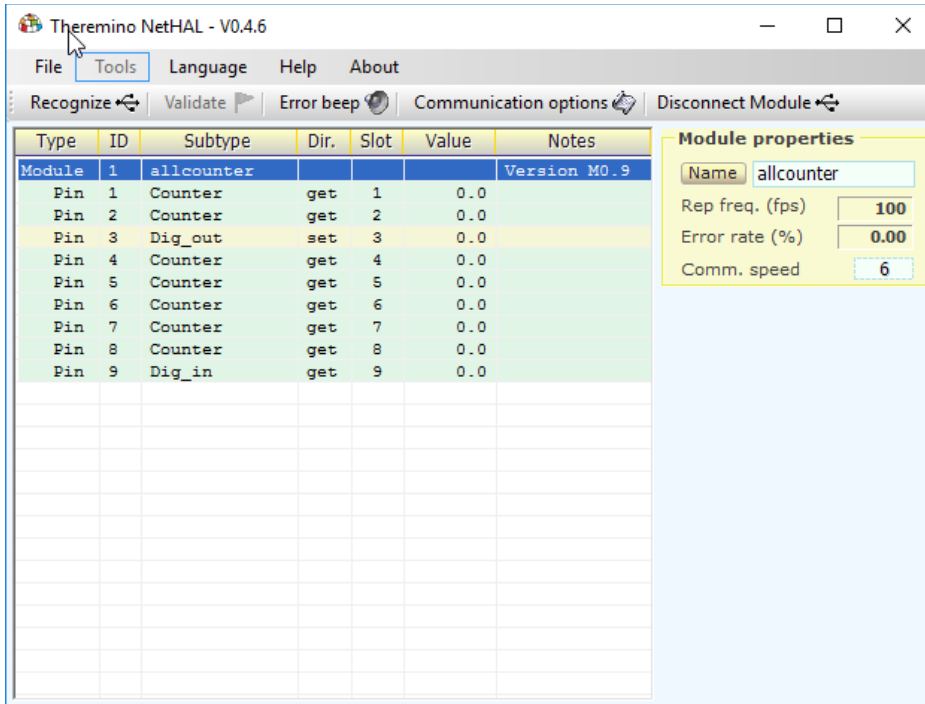 Theremino NetHAL - V0.4.6
File Tools Language Help About
Recognize Validate Error beep Communication options Disconnect Module
Type ID Subtype Dir. Slot Value Notes
Module 1 allcounter Version M0.9
Pin 1 Counter get 1 0.0
Pin 2 Counter get 2 0.0
Pin 3 Dig_out set 3 0.0
Pin 4 Counter get 4 0.0
Pin 5 Counter get 5 0.0
Pin 6 Counter get 6 0.0
Pin 7 Counter get 7 0.0
Pin 8 Counter get 8 0.0
Pin 9 Dig_in get 9 0.0
Module properties
Name allcounter
Rep freq. (fps) 100
Error rate (%) 0.00
Comm. speed 6